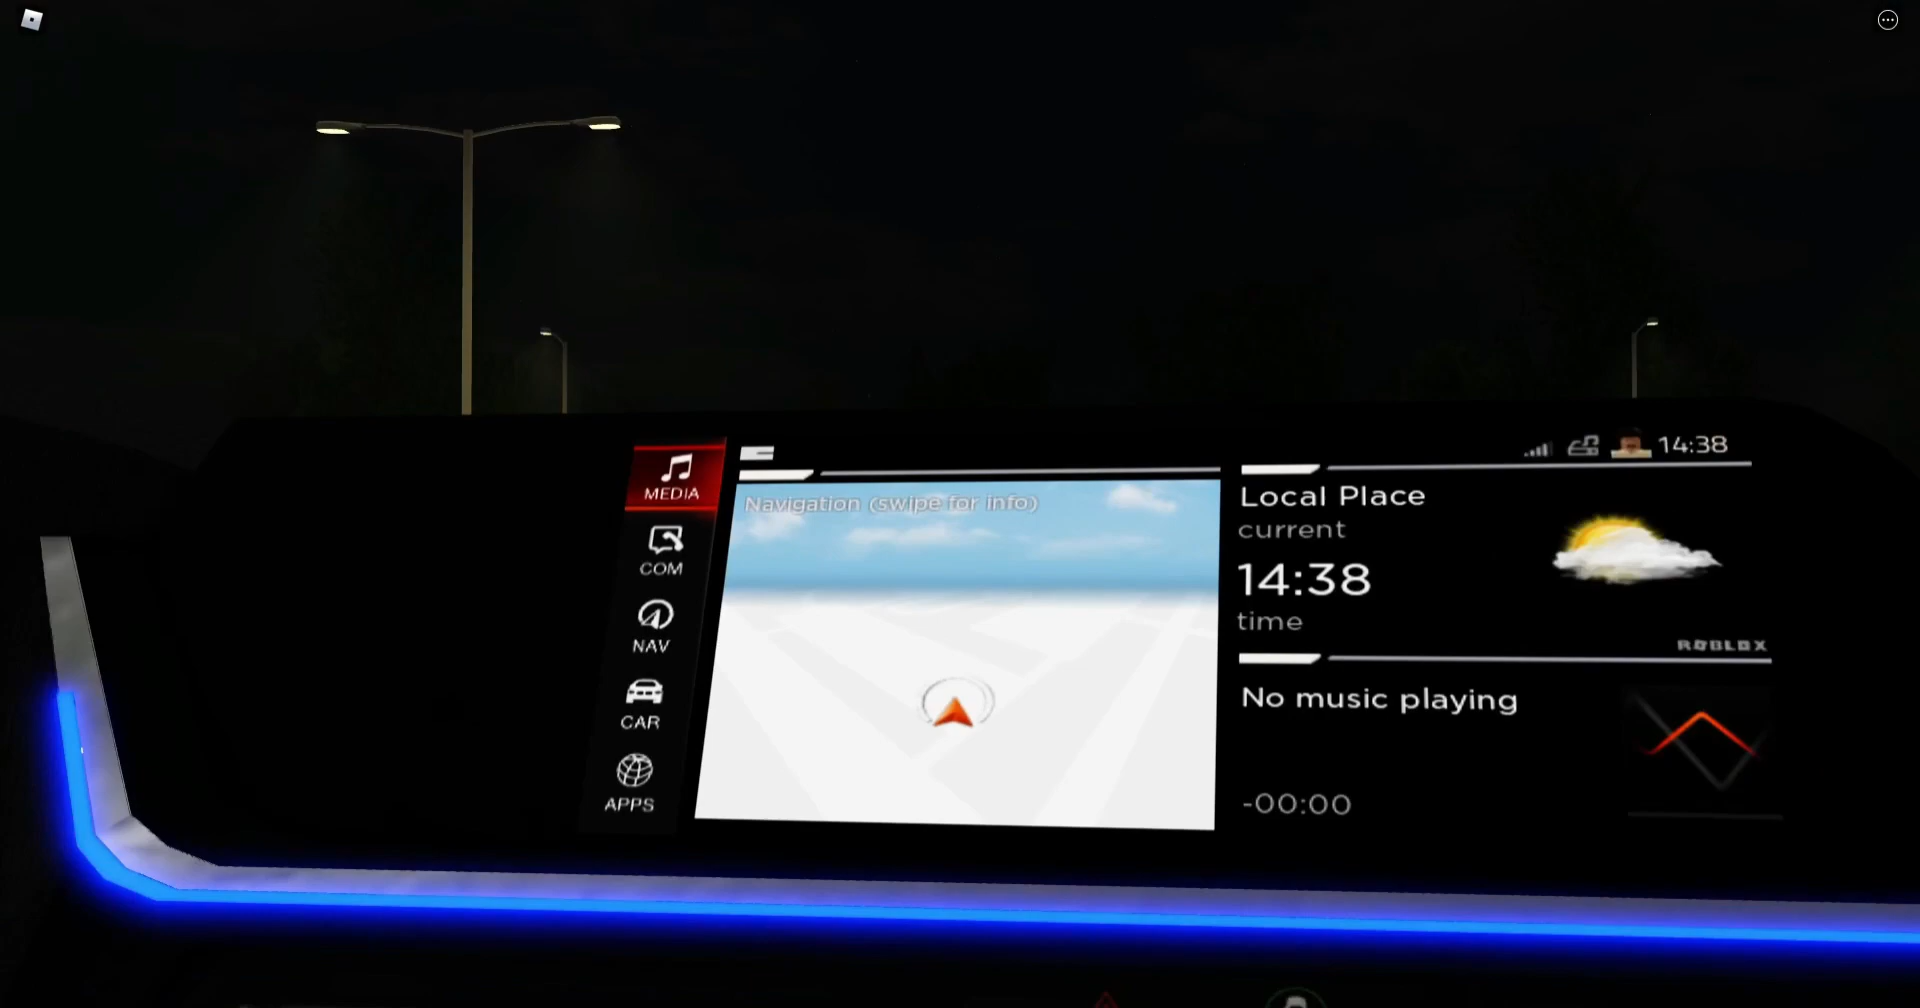 MEDIA
COM
NAV
CAR
APPS
Navigation (swipe for info)
14:38
Local Place
current
14:38
time
ROBLOX
No music playing
-00:00